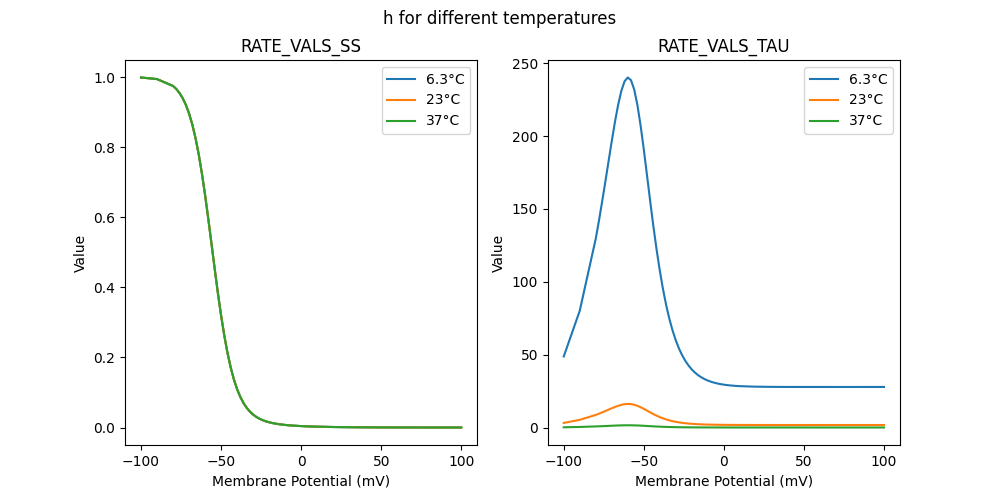 h for different temperatures
RATE_VALS_SS
1.0
0.8
0.6
0.4
0.2
0.0
Value
−100
−50
0
50
100
Membrane Potential (mV)
6.3°C
23°C
37°C
RATE_VALS_TAU
250
200
150
100
50
0
Value
−100
−50
0
50
100
Membrane Potential (mV)
6.3°C
23°C
37°C